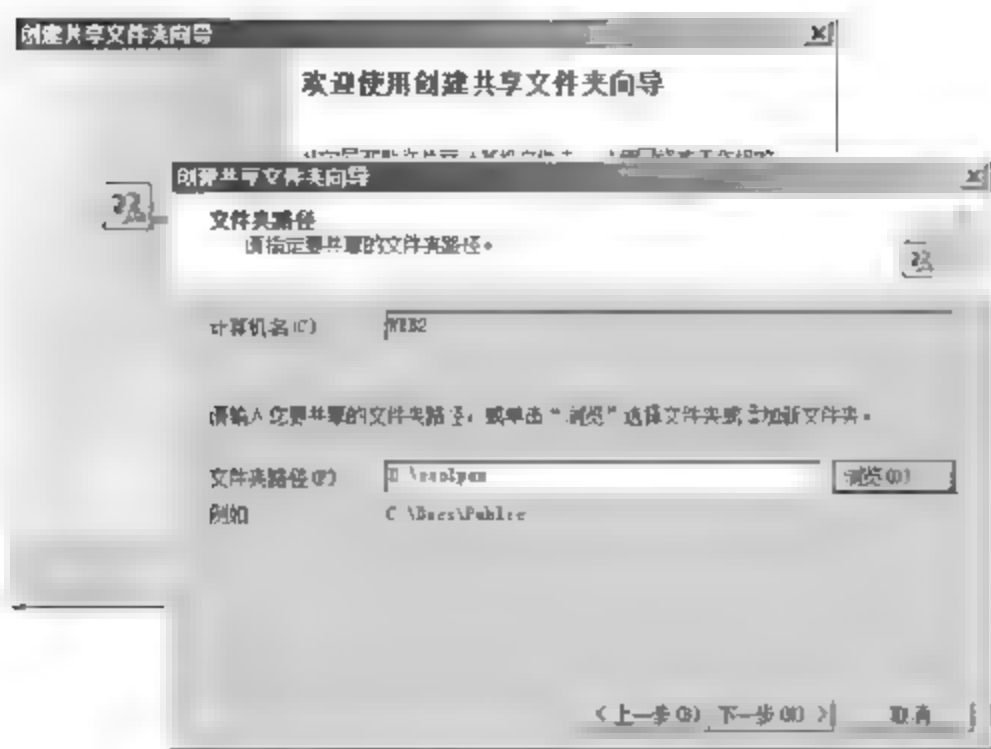 创建共享文件夹向导
欢迎使用创建共享文件夹向导
创建共享文件夹向导
文件夹路径
请指定要共享的文件夹路径。
计算机名(C)
WEB2
请输入您要共享的文件夹路径，或单击“浏览”选择文件夹或添加新文件夹。
文件夹路径(F)
D \
浏览(O)
例如
C \Docs\Public
< 上一步(B) 下一步(N) >
取消